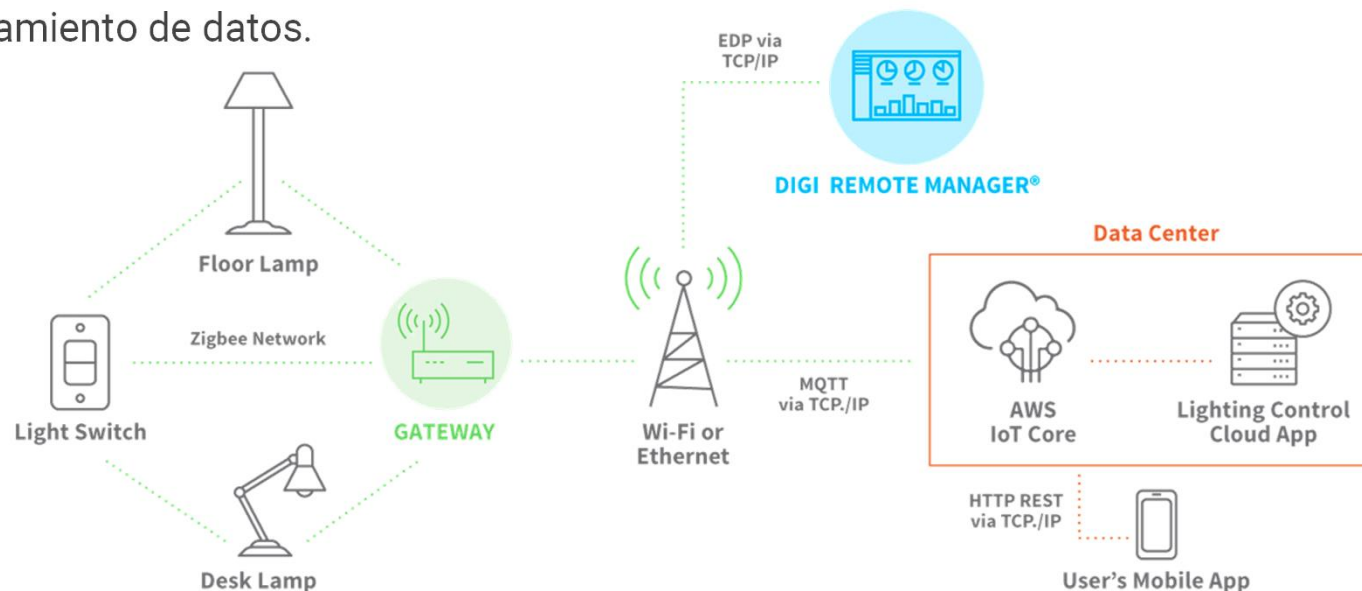 amiento de datos.
EDP via
TCP/IP
DIGI REMOTE MANAGER®
Floor Lamp
Data Center
Zigbee Network
Light Switch
GATEWAY
Wi-Fi or
Ethernet
MQTT
via TCP./IP
AWS
IoT Core
Lighting Control
Cloud App
HTTP REST
via TCP./IP
Desk Lamp
User's Mobile App